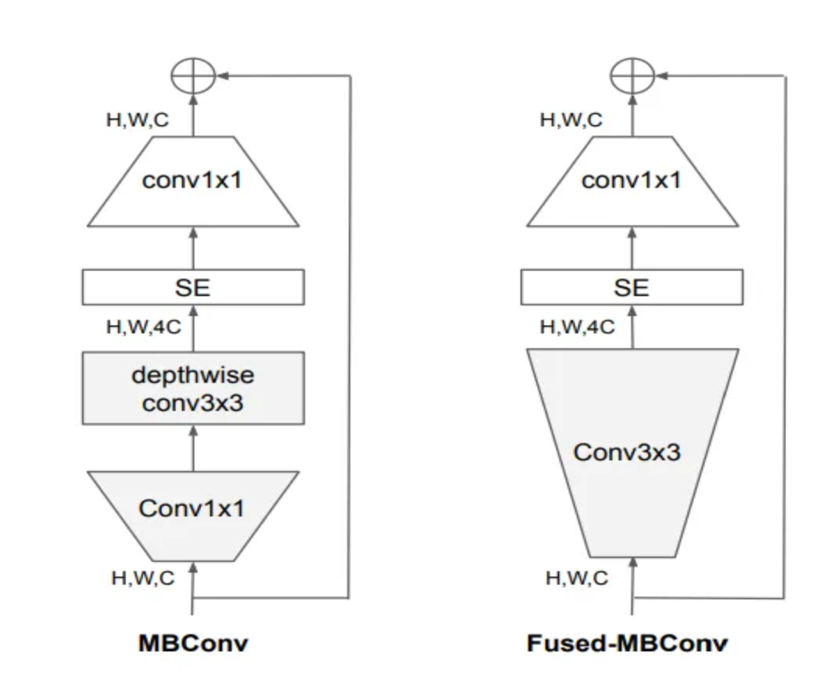 H,W,C
conv1x1
SE
H,W,4C
depthwise
conv3x3
Conv1x1
H,W,C
MBConv
H,W,C
conv1x1
SE
H,W,4C
Conv3x3
H,W,C
Fused-MBConv